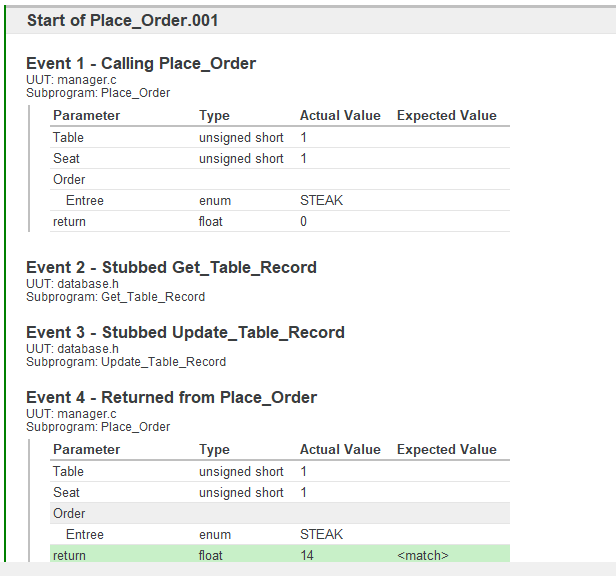 Start of Place_Order.001
Event 1 - Calling Place_Order
UUT: manager.c
Subprogram: Place_Order
Parameter Type Actual Value Expected Value
Table unsigned short 1
Seat unsigned short 1
Order
Entree enum STEAK
return float 0
Event 2 - Stubbed Get_Table_Record
UUT: database.h
Subprogram: Get_Table_Record
Event 3 - Stubbed Update_Table_Record
UUT: database.h
Subprogram: Update_Table_Record
Event 4 - Returned from Place_Order
UUT: manager.c
Subprogram: Place_Order
Parameter Type Actual Value Expected Value
Table unsigned short 1
Seat unsigned short 1
Order
Entree enum STEAK
return float 14 <match>